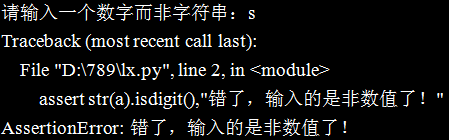 请输入一个数字而非字符串：s
Traceback (most recent call last):
File "D:\789\lx.py", line 2, in <module>
assert str(a).isdigit(),"错了，输入的是非数值了！"
AssertionError: 错了，输入的是非数值了！